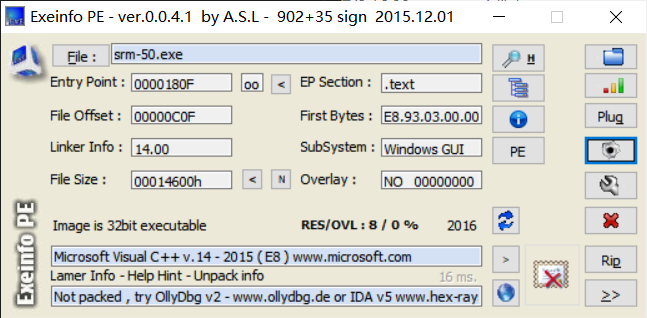 Exeinfo PE - ver.0.0.4.1 by A.S.L - 902+35 sign 2015.12.01
File : srm-50.exe H
Entry Point : 0000180F oo < EP Section : .text
File Offset : 00000C0F First Bytes : E8.93.03.00.00 Plug
Linker Info : 14.00 SubSystem : Windows GUI PE
File Size : 00014600h < N Overlay : NO 00000000
Exeinfo PE
Image is 32bit executable RES/OVL : 8 / 0 % 2016
Microsoft Visual C++ v.14 - 2015 ( E8 ) www.microsoft.com > Rip
Lamer Info - Help Hint - Unpack info 16 ms.
Not packed , try OllyDbg v2 - www.ollydbg.de or IDA v5 www.hex-ray >>